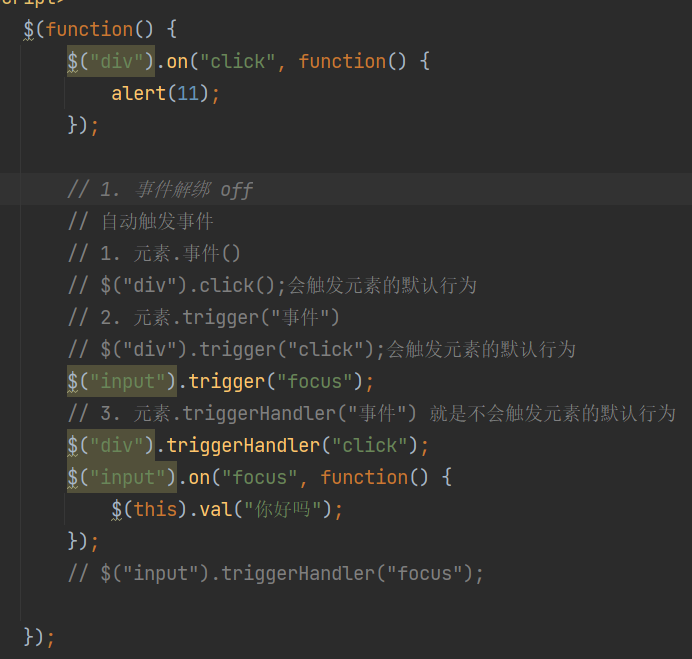 cript>
$(function() {
$("div").on("click", function() {
alert(11);
});
// 1. 事件解绑 off
// 自动触发事件
// 1. 元素.事件()
// $("div").click();会触发元素的默认行为
// 2. 元素.trigger("事件")
// $("div").trigger("click");会触发元素的默认行为
$("input").trigger("focus");
// 3. 元素.triggerHandler("事件") 就是不会触发元素的默认行为
$("div").triggerHandler("click");
$("input").on("focus", function() {
$(this).val("你好吗");
});
// $("input").triggerHandler("focus");
});